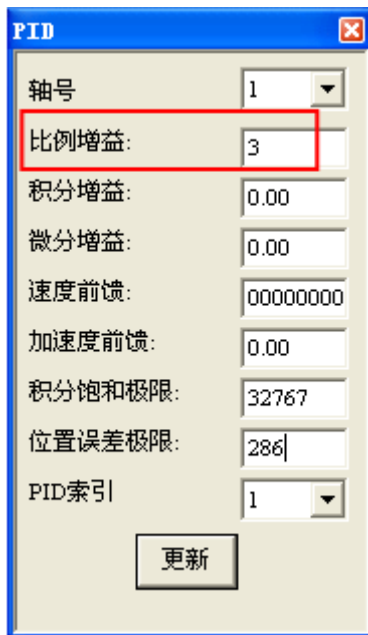 PID
轴号 1
比例增益: 3
积分增益: 0.00
微分增益: 0.00
速度前馈: 00000000
加速度前馈: 0.00
积分饱和极限: 32767
位置误差极限: 286
PID索引 1
更新